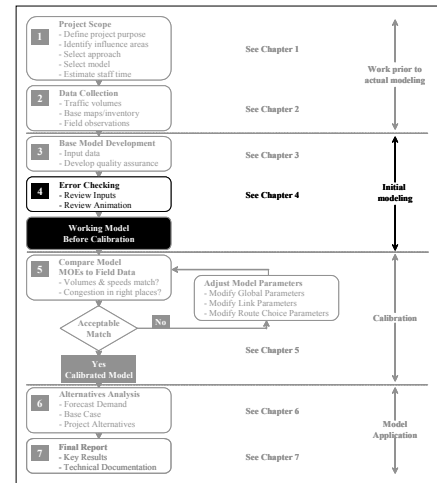 Project Scope
1
- Define project purpose
- Identify influence areas
- Select approach
- Select model
- Estimate staff time
See Chapter 1
Work prior to
actual modeling
Data Collection
2
- Traffic volumes
- Base maps/inventory
- Field observations
See Chapter 2
Base Model Development
3
- Input data
- Develop quality assurance
See Chapter 3
Initial
modeling
Error Checking
4
- Review Inputs
- Review Animation
See Chapter 4
Working Model
Before Calibration
Compare Model
MOEs to Field Data
5
- Volumes & speeds match?
- Congestion in right places?
Adjust Model Parameters
- Modify Global Parameters
- Modify Link Parameters
- Modify Route Choice Parameters
Calibration
Acceptable
Match
No
See Chapter 5
Yes
Calibrated Model
Alternatives Analysis
6
- Forecast Demand
- Base Case
- Project Alternatives
See Chapter 6
Model
Application
Final Report
7
- Key Results
- Technical Documentation
See Chapter 7